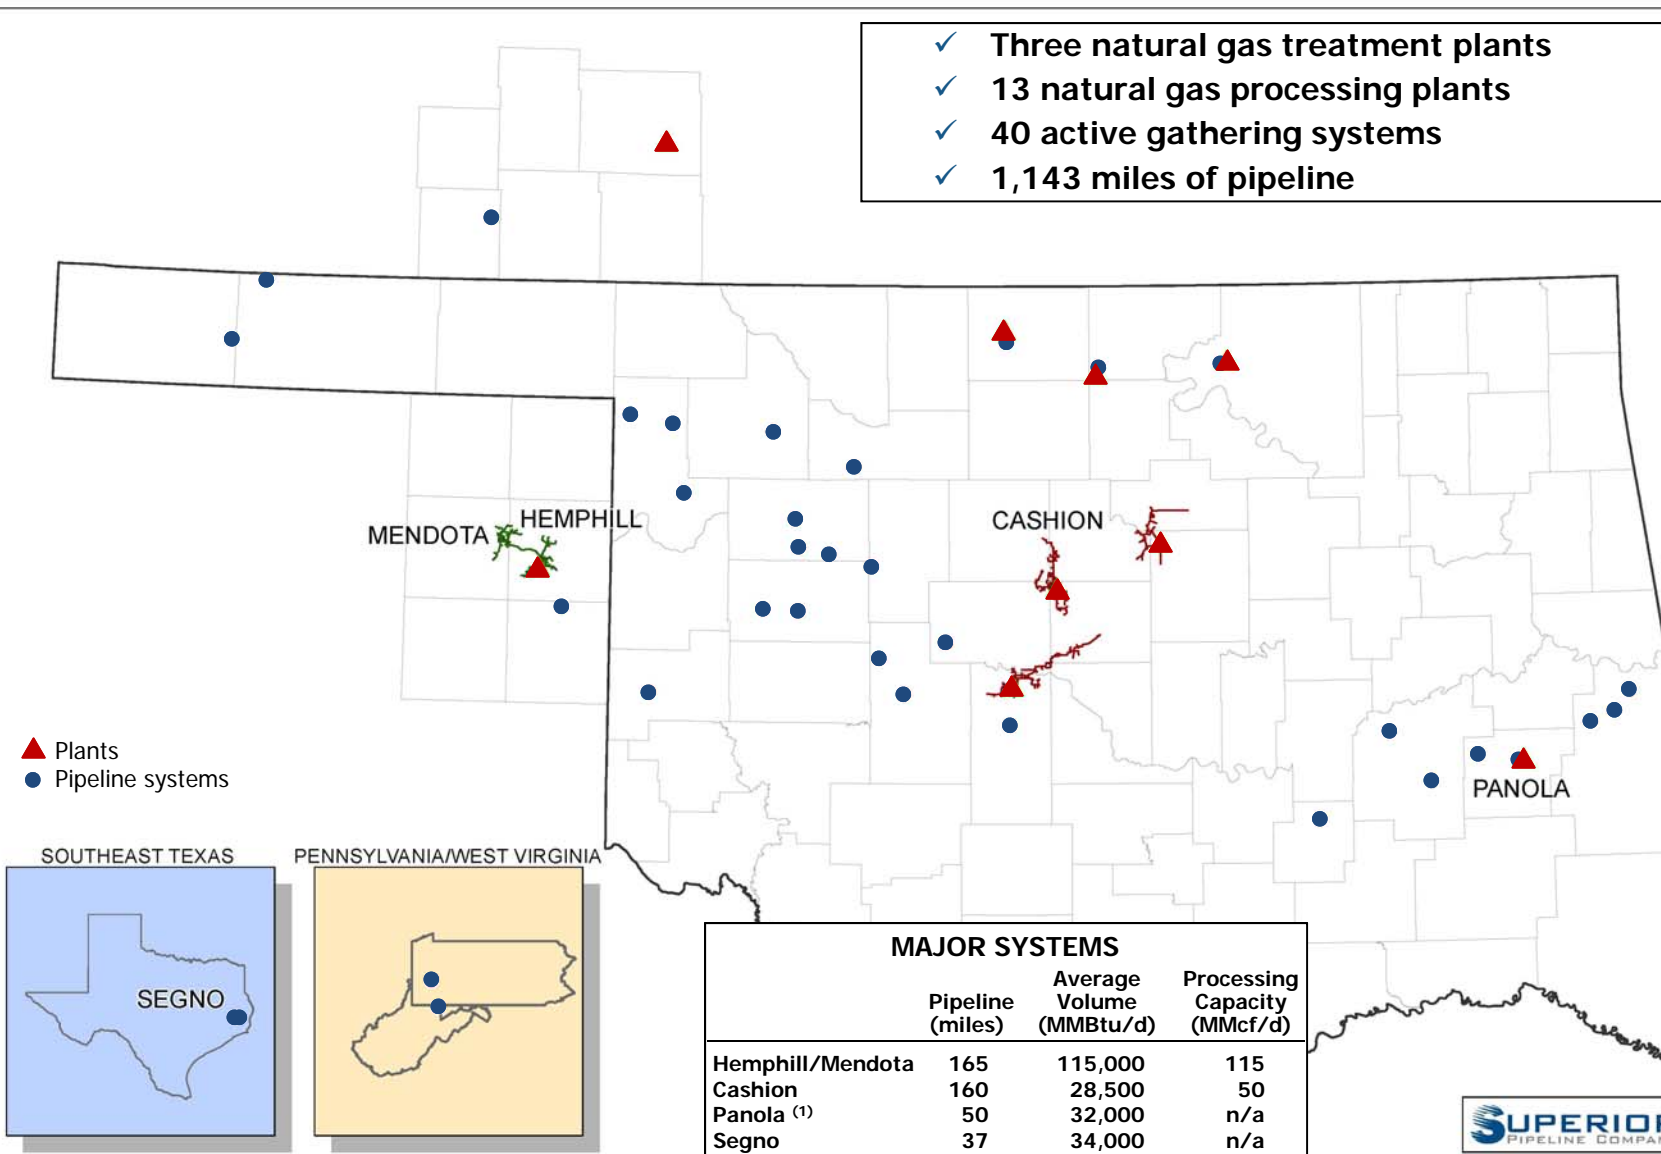 ✓ Three natural gas treatment plants
✓ 13 natural gas processing plants
✓ 40 active gathering systems
✓ 1,143 miles of pipeline
MENDOTA
HEMPHILL
CASHION
PANOLA
Plants
Pipeline systems
SOUTHEAST TEXAS
SEGNO
PENNSYLVANIA/WEST VIRGINIA
MAJOR SYSTEMS
Pipeline (miles) Average Volume (MMBtu/d) Processing Capacity (MMcf/d)
Hemphill/Mendota 165 115,000 115
Cashion 160 28,500 50
Panola (1) 50 32,000 n/a
Segno 37 34,000 n/a
SUPERIOR
PIPELINE COMPAN